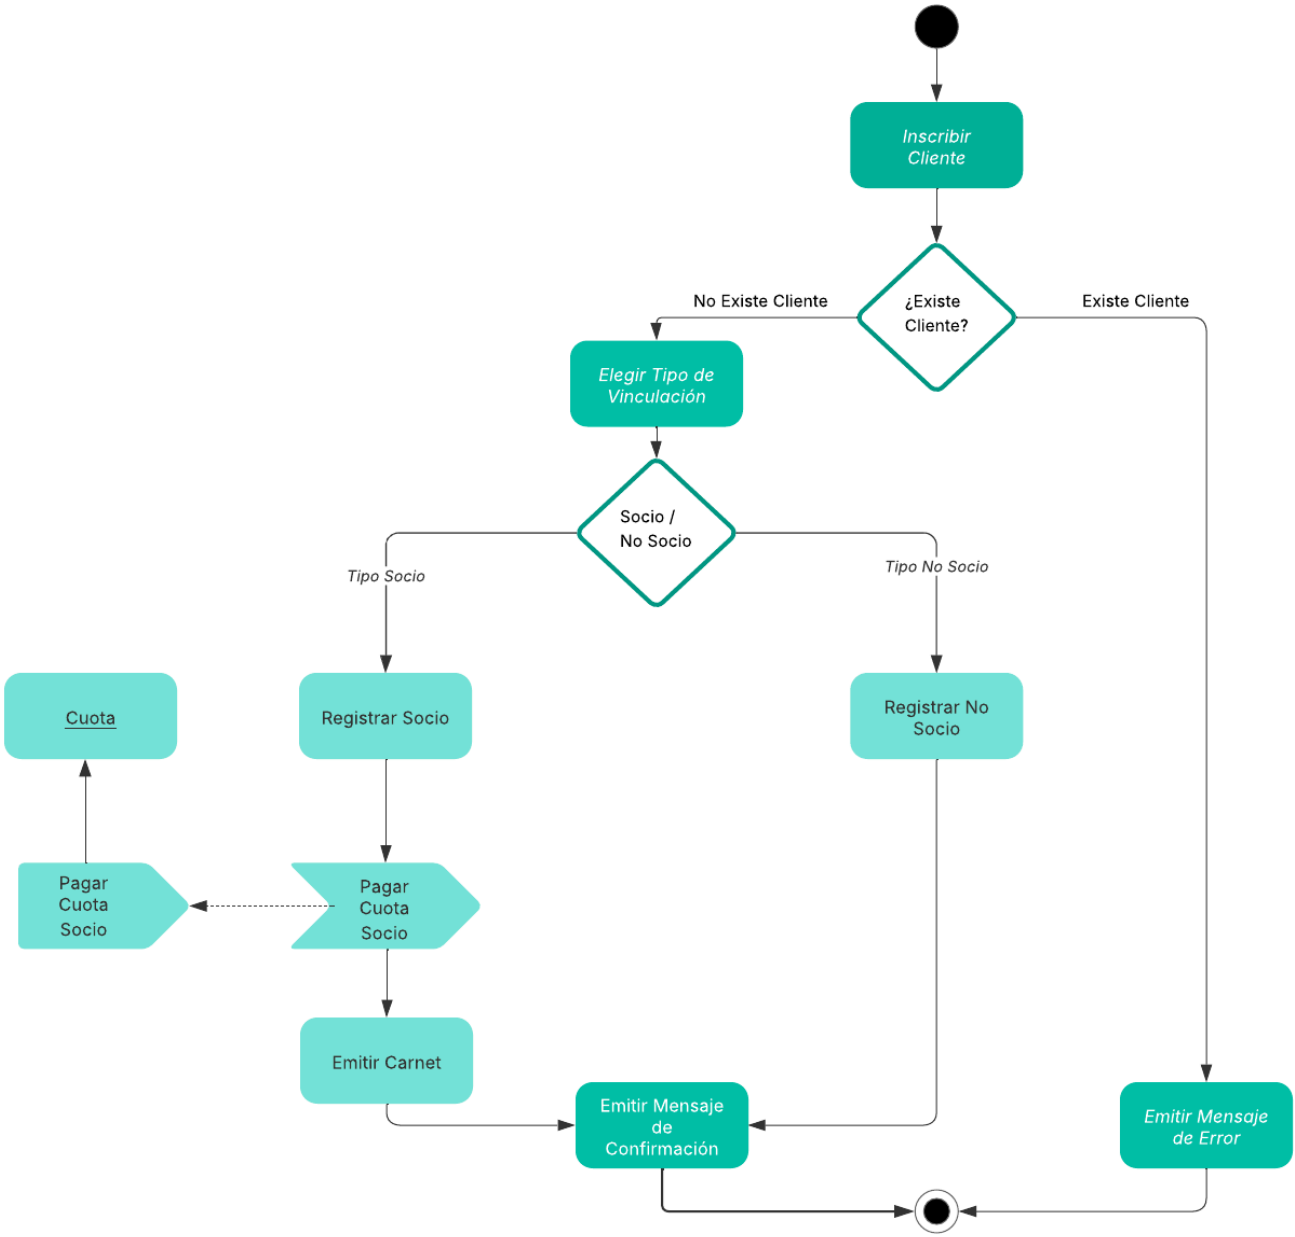 Inscribir
Cliente
¿Existe
Cliente?
No Existe Cliente
Existe Cliente
Elegir Tipo de
Vinculación
Socio /
No Socio
Tipo Socio
Tipo No Socio
Cuota
Registrar Socio
Registrar No
Socio
Pagar
Cuota
Socio
Pagar
Cuota
Socio
Emitir Carnet
Emitir Mensaje
de
Confirmación
Emitir Mensaje
de Error